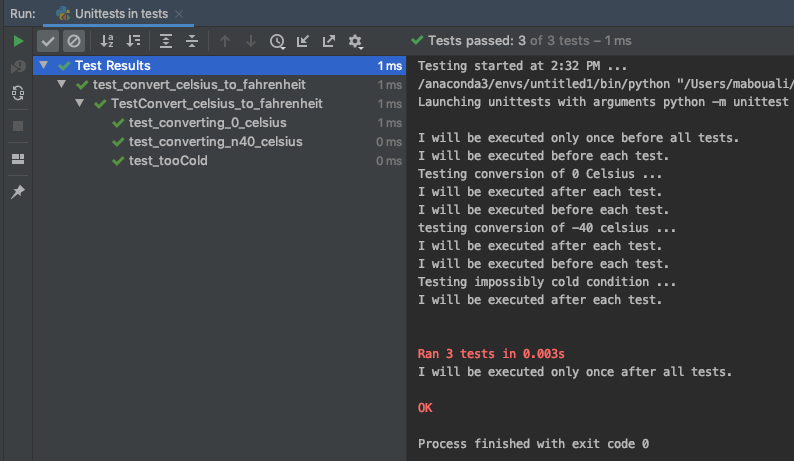 Run: Unittests in tests ×
Tests passed: 3 of 3 tests – 1 ms
Test Results 1 ms
test_convert_celsius_to_fahrenheit 1 ms
TestConvert_celsius_to_fahrenheit 1 ms
test_converting_0_celsius 1 ms
test_converting_n40_celsius 0 ms
test_tooCold 0 ms
Testing started at 2:32 PM ...
/anaconda3/envs/untitled1/bin/python "/Users/mabouali/
Launching unittests with arguments python -m unittest
I will be executed only once before all tests.
I will be executed before each test.
Testing conversion of 0 Celsius ...
I will be executed after each test.
I will be executed before each test.
testing conversion of -40 celsius ...
I will be executed after each test.
I will be executed before each test.
Testing impossibly cold condition ...
I will be executed after each test.
Ran 3 tests in 0.003s
I will be executed only once after all tests.
OK
Process finished with exit code 0